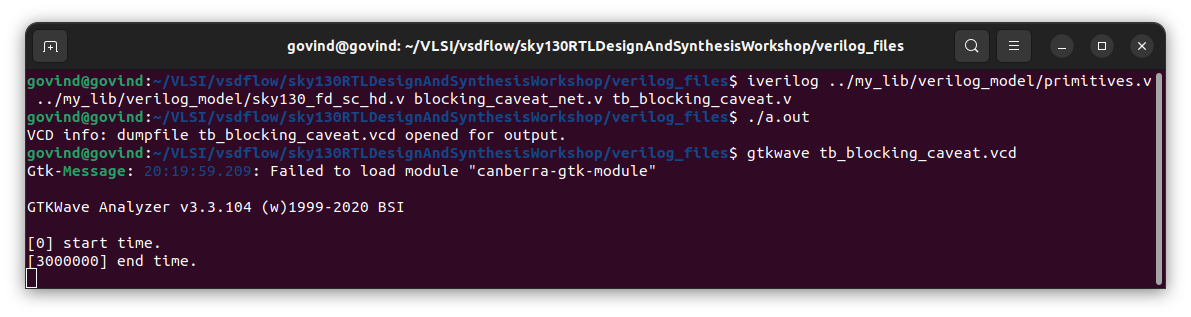 govind@govind: ~/VLSI/vsdflow/sky130RTLDesignAndSynthesisWorkshop/verilog_files
govind@govind:~/VLSI/vsdflow/sky130RTLDesignAndSynthesisWorkshop/verilog_files$ iverilog ../my_lib/verilog_model/primitives.v
../my_lib/verilog_model/sky130_fd_sc_hd.v blocking_caveat_net.v tb_blocking_caveat.v
govind@govind:~/VLSI/vsdflow/sky130RTLDesignAndSynthesisWorkshop/verilog_files$ ./a.out
VCD info: dumpfile tb_blocking_caveat.vcd opened for output.
govind@govind:~/VLSI/vsdflow/sky130RTLDesignAndSynthesisWorkshop/verilog_files$ gtkwave tb_blocking_caveat.vcd
Gtk-Message: 20:19:59.209: Failed to load module "canberra-gtk-module"
GTKWave Analyzer v3.3.104 (w)1999-2020 BSI
[0] start time.
[3000000] end time.